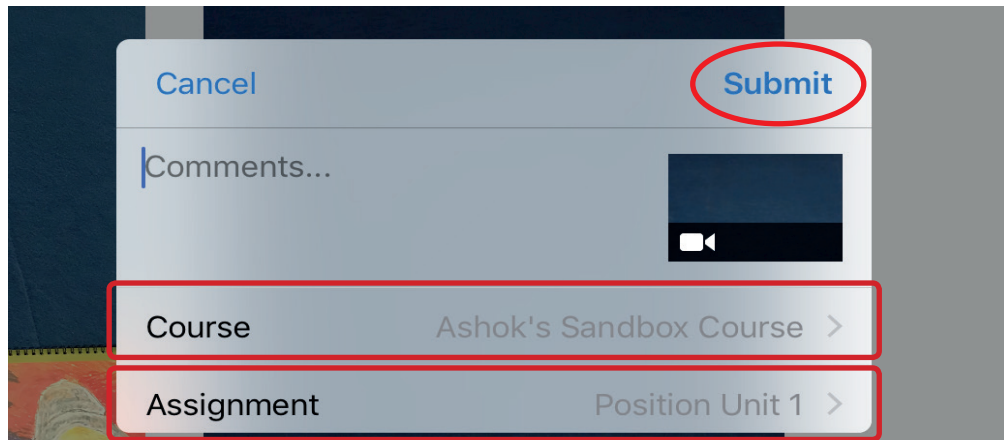 Cancel Submit
Comments...
Course Ashok's Sandbox Course >
Assignment Position Unit 1 >